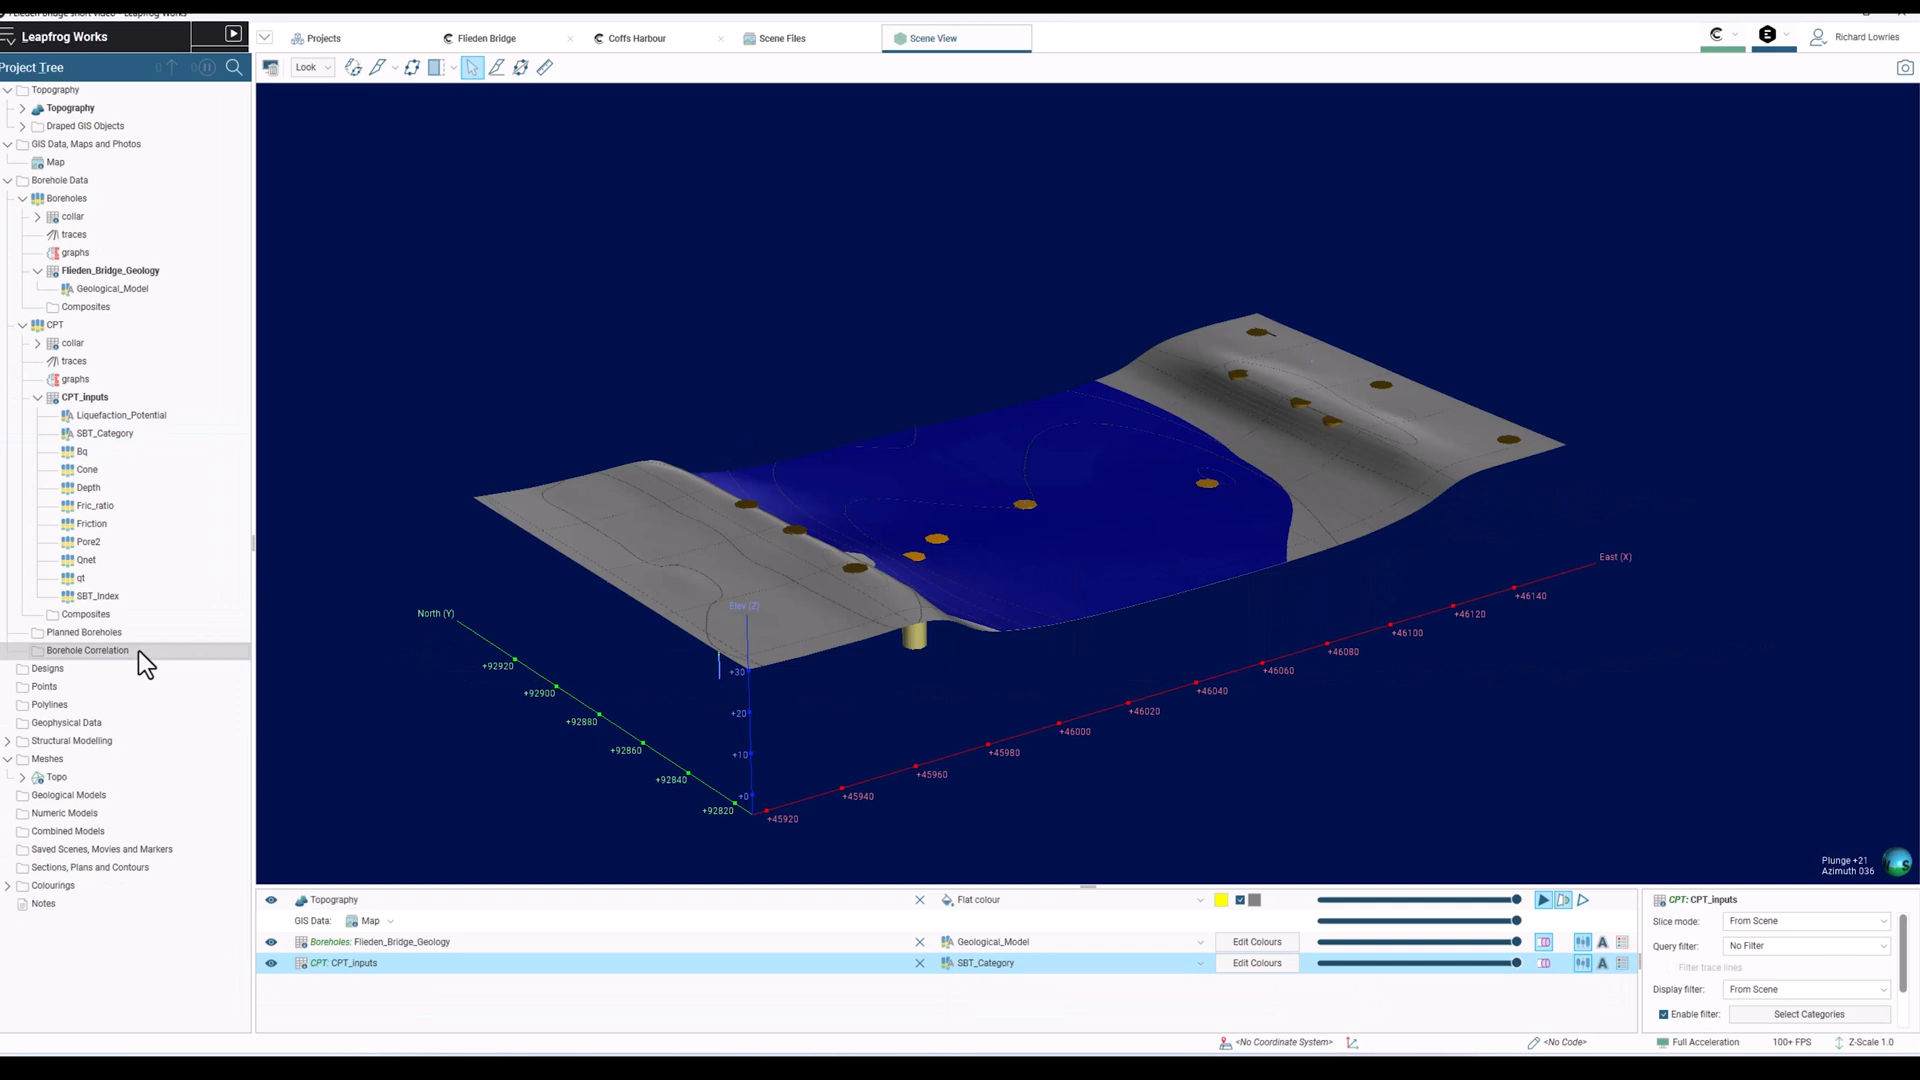 Flieden Bridge short video - Leapfrog Works
Leapfrog Works
Projects
Flieden Bridge
Coffs Harbour
Scene Files
Scene View
Richard Lowries
Project Tree
Look
Topography
Topography
Draped GIS Objects
GIS Data, Maps and Photos
Map
Borehole Data
Boreholes
collar
traces
graphs
Flieden_Bridge_Geology
Geological_Model
Composites
CPT
collar
traces
graphs
CPT_inputs
Liquefaction_Potential
SBT_Category
Bq
Cone
Depth
Fric_ratio
Friction
Pore2
Qnet
qt
SBT_Index
Composites
Planned Boreholes
Borehole Correlation
Designs
Points
Polylines
Geophysical Data
Structural Modelling
Meshes
Topo
Geological Models
Numeric Models
Combined Models
Saved Scenes, Movies and Markers
Sections, Plans and Contours
Colourings
Notes
North (Y)
+92920
+92900
+92880
+92860
+92840
+92820
Elev (Z)
+30
+20
+10
+0
East (X)
+46140
+46120
+46100
+46080
+46060
+46040
+46020
+46000
+45980
+45960
+45940
+45920
Plunge +21
Azimuth 036
Topography
Flat colour
GIS Data: Map
Boreholes: Flieden_Bridge_Geology
Geological_Model
Edit Colours
CPT: CPT_inputs
SBT_Category
Edit Colours
CPT: CPT_inputs
Slice mode: From Scene
Query filter: No Filter
Filter trace lines
Display filter: From Scene
Enable filter: Select Categories
<No Coordinate System>
<No Code>
Full Acceleration
100+ FPS
Z-Scale 1.0